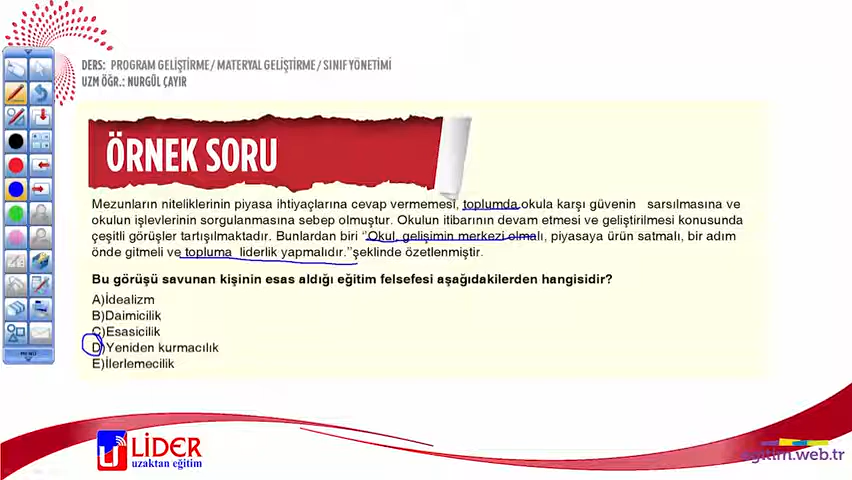 DERS: PROGRAM GELİŞTİRME / MATERYAL GELİŞTİRME / SINIF YÖNETİMİ
UZM ÖĞR.: NURGÜL ÇAYIR
ÖRNEK SORU
Mezunların niteliklerinin piyasa ihtiyaçlarına cevap vermemesi, toplumda okula karşı güvenin sarsılmasına ve
okulun işlevlerinin sorgulanmasına sebep olmuştur. Okulun itibarının devam etmesi ve geliştirilmesi konusunda
çeşitli görüşler tartışılmaktadır. Bunlardan biri ''Okul, gelişimin merkezi olmalı, piyasaya ürün satmalı, bir adım
önde gitmeli ve topluma liderlik yapmalıdır.''şeklinde özetlenmiştir.
Bu görüşü savunan kişinin esas aldığı eğitim felsefesi aşağıdakilerden hangisidir?
A)İdealizm
B)Daimicilik
C)Esasicilik
D)Yeniden kurmacılık
E)İlerlemecilik
LİDER
uzaktan eğitim
egitim.web.tr